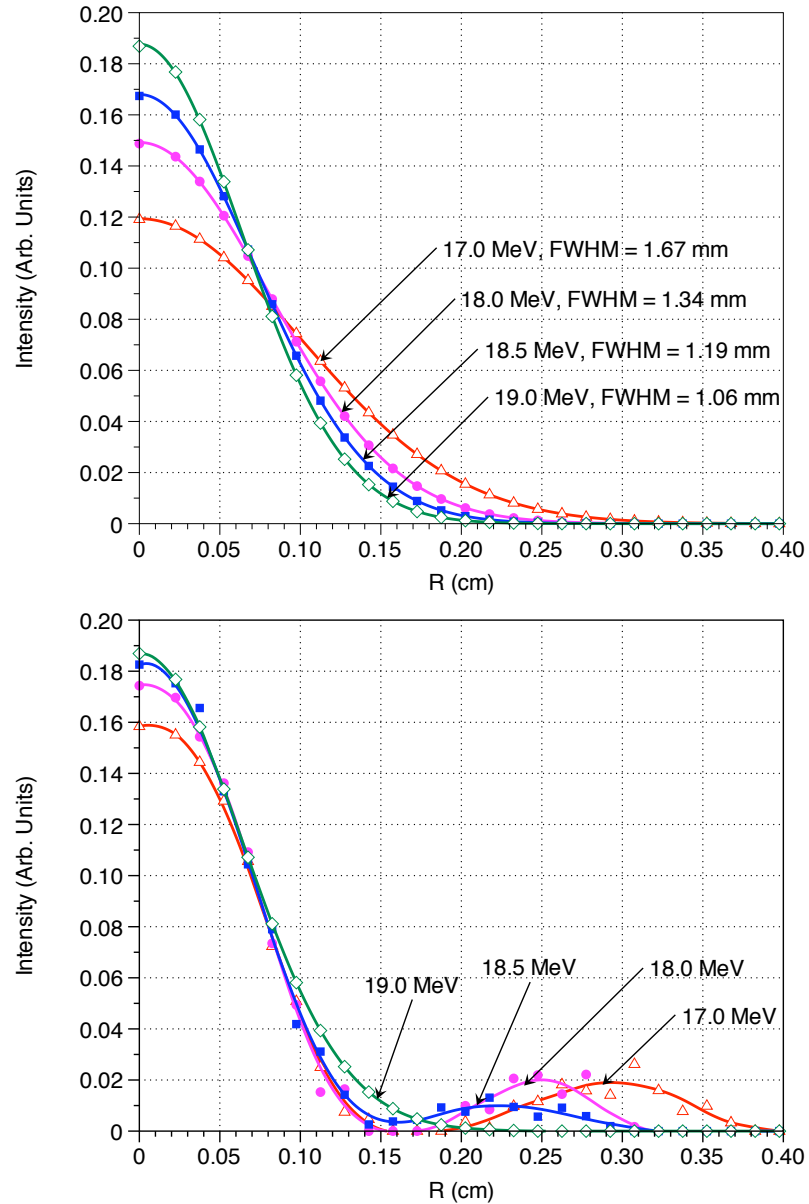 0.20
0.18
0.16
0.14
0.12
0.10
0.08
0.06
0.04
0.02
0
Intensity (Arb. Units)
17.0 MeV, FWHM = 1.67 mm
18.0 MeV, FWHM = 1.34 mm
18.5 MeV, FWHM = 1.19 mm
19.0 MeV, FWHM = 1.06 mm
0 0.05 0.10 0.15 0.20 0.25 0.30 0.35 0.40
R (cm)
0.20
0.18
0.16
0.14
0.12
0.10
0.08
0.06
0.04
0.02
0
Intensity (Arb. Units)
19.0 MeV
18.5 MeV
18.0 MeV
17.0 MeV
0 0.05 0.10 0.15 0.20 0.25 0.30 0.35 0.40
R (cm)